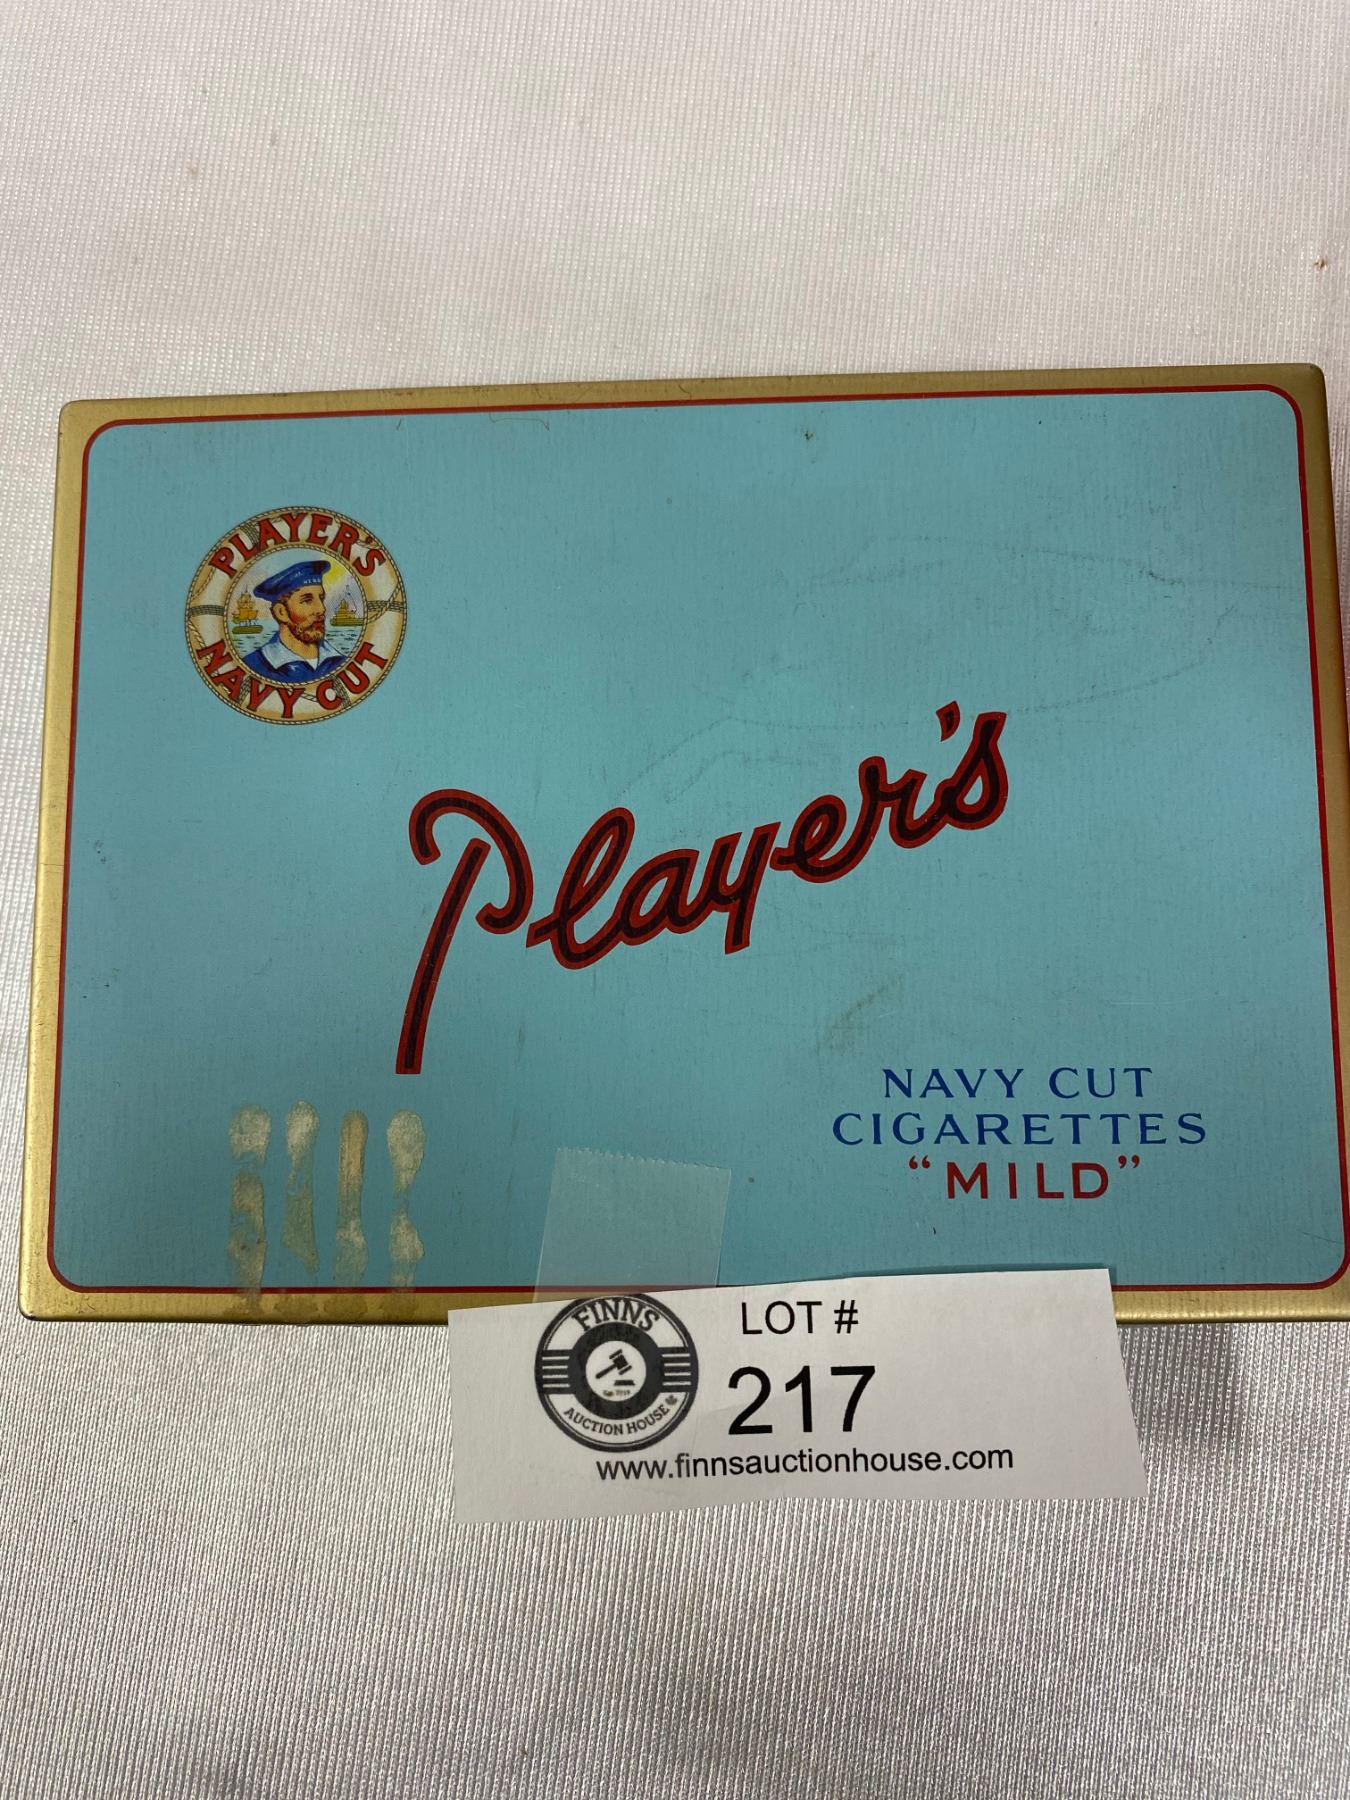 PLAYER'S
NAVY CUT
Player's
NAVY CUT
CIGARETTES
“MILD”
FINNS
AUCTION HOUSE
LOT #
217
www.finnsauctionhouse.com